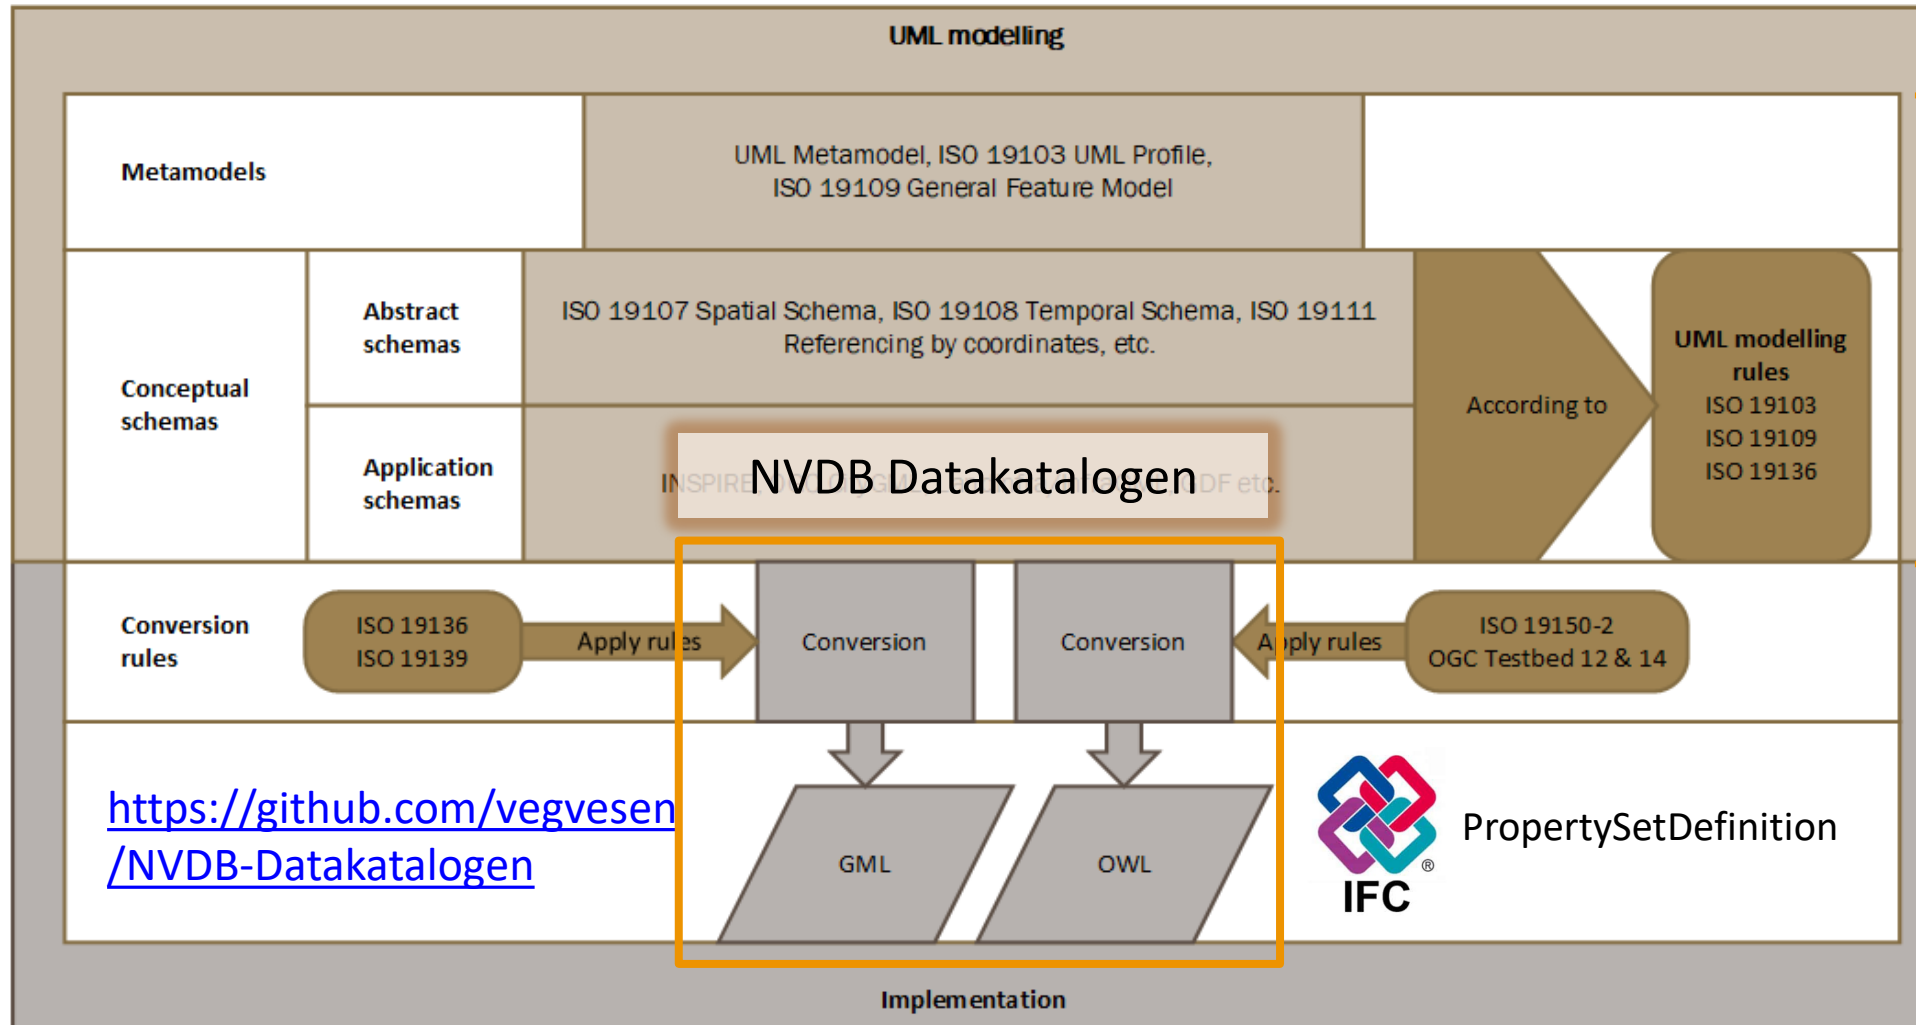 UML modelling
Metamodels
UML Metamodel, ISO 19103 UML Profile,
ISO 19109 General Feature Model
Conceptual
schemas
Abstract
schemas
ISO 19107 Spatial Schema, ISO 19108 Temporal Schema, ISO 19111
Referencing by coordinates, etc.
Application
schemas
INSPIRE,
GDF etc.
NVDB Datakatalogen
According to
UML modelling
rules
ISO 19103
ISO 19109
ISO 19136
Conversion
rules
ISO 19136
ISO 19139
Apply rules
Conversion
Conversion
Apply rules
ISO 19150-2
OGC Testbed 12 & 14
https://github.com/vegvesen
/NVDB-Datakatalogen
GML
OWL
®
IFC
PropertySetDefinition
Implementation